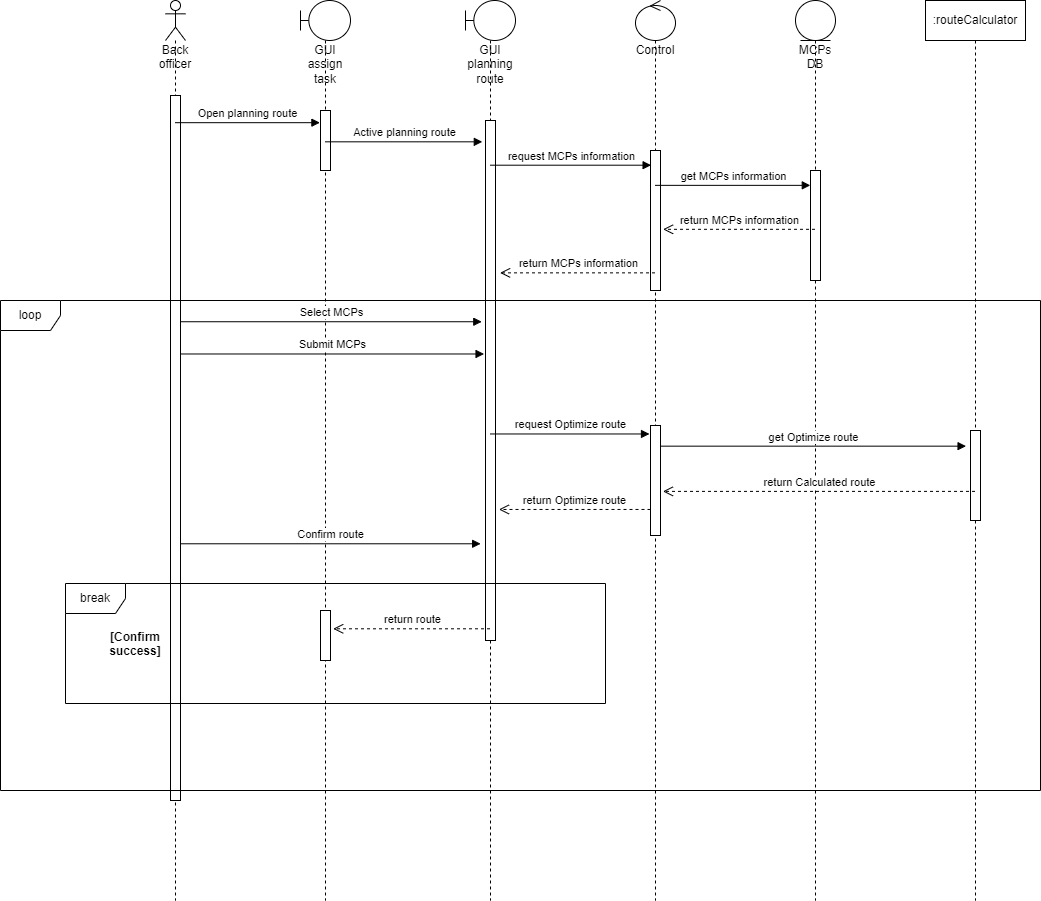 Back
officer
GUI
assign
task
GUI
planning
route
Control
MCPs
DB
:routeCalculator
Open planning route
Active planning route
request MCPs information
get MCPs information
return MCPs information
return MCPs information
loop
Select MCPs
Submit MCPs
request Optimize route
get Optimize route
return Calculated route
return Optimize route
Confirm route
break
return route
[Confirm
success]